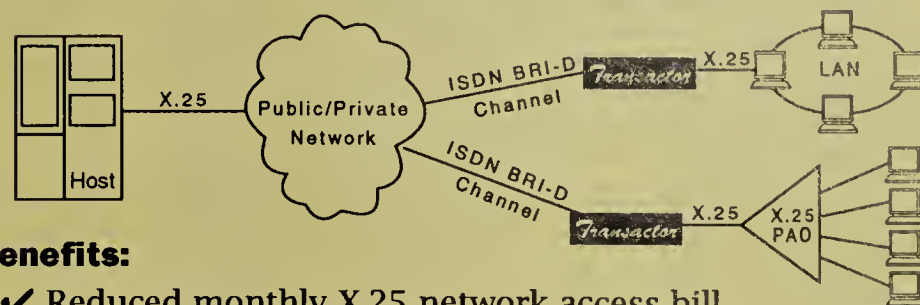 X.25
Host
Public/Private
Network
ISDN BRI-D
Channel
Transactor
X.25
LAN
ISDN BRI-D
Channel
Transactor
X.25
X.25
PAD
enefits:
✔ Reduced monthly X.25 network access bill